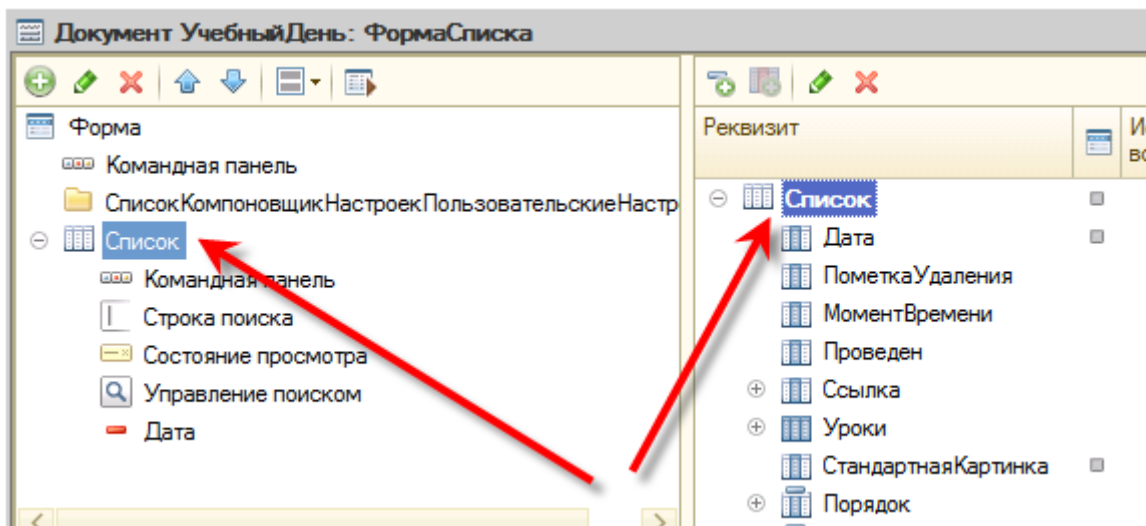 Документ УчебныйДень: ФормаСписка
Форма
Командная панель
СписокКомпоновщикНастроекПользовательскиеНастр
Список
Командная панель
Строка поиска
Состояние просмотра
Управление поиском
Дата
Реквизит
Список
Дата
ПометкаУдаления
МоментВремени
Проведен
Ссылка
Уроки
СтандартнаяКартинка
Порядок